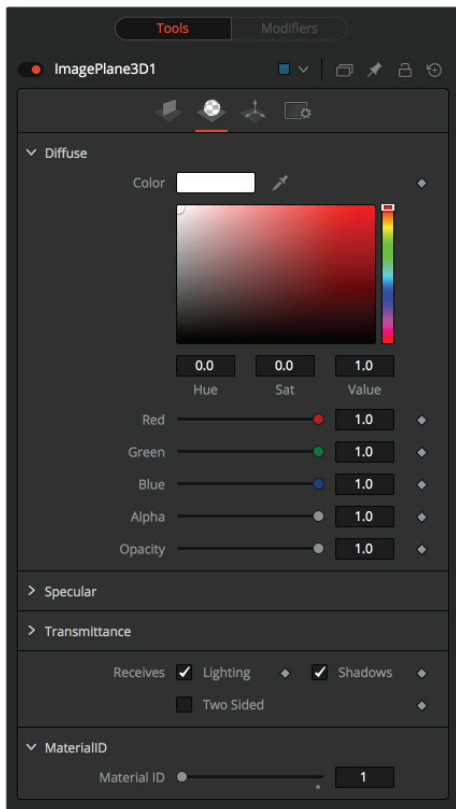 Tools Modifiers
ImagePlane3D1
Diffuse
Color
0.0 0.0 1.0
Hue Sat Value
Red 1.0
Green 1.0
Blue 1.0
Alpha 1.0
Opacity 1.0
Specular
Transmittance
Receives Lighting Shadows
Two Sided
MaterialID
Material ID 1